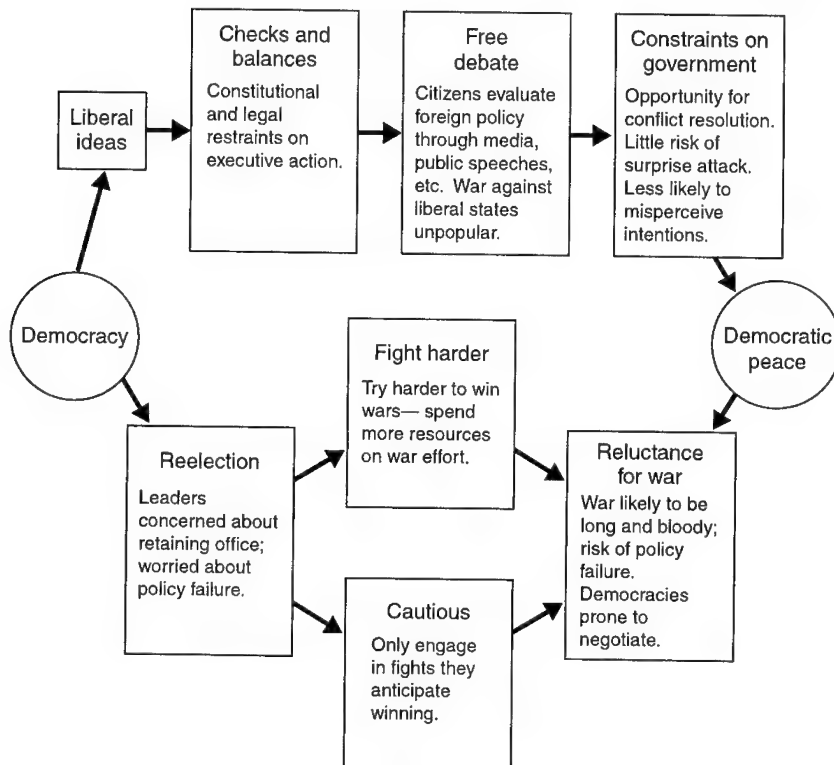 Liberal
ideas
Checks and
balances
Constitutional
and legal
restraints on
executive action.
Free
debate
Citizens evaluate
foreign policy
through media,
public speeches,
etc. War against
liberal states
unpopular.
Constraints on
government
Opportunity for
conflict resolution.
Little risk of
surprise attack.
Less likely to
misperceive
intentions.
Democracy
Democratic
peace
Reelection
Leaders
concerned about
retaining office;
worried about
policy failure.
Fight harder
Try harder to win
wars— spend
more resources
on war effort.
Cautious
Only engage
in fights they
anticipate
winning.
Reluctance
for war
War likely to be
long and bloody;
risk of policy
failure.
Democracies
prone to
negotiate.